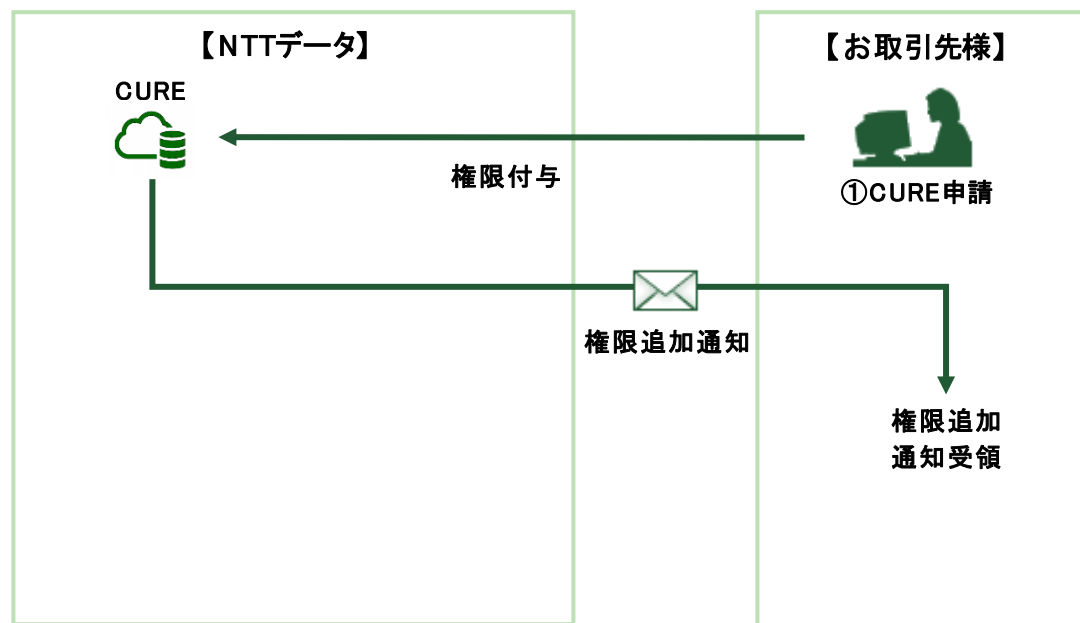 【NTTデータ】
【お取引先様】
CURE
権限付与
①CURE申請
権限追加通知
権限追加
通知受領